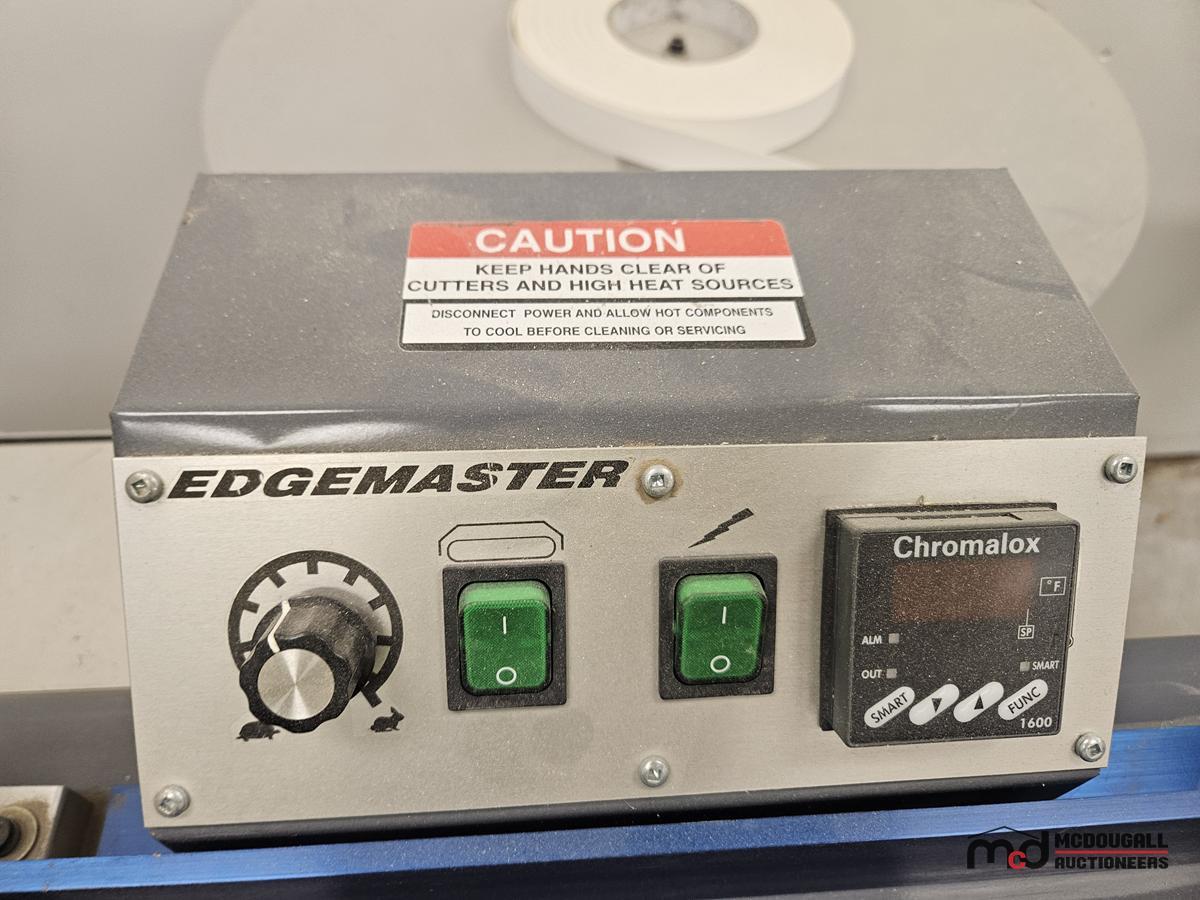 CAUTION
KEEP HANDS CLEAR OF
CUTTERS AND HIGH HEAT SOURCES
DISCONNECT POWER AND ALLOW HOT COMPONENTS
TO COOL BEFORE CLEANING OR SERVICING
EDGEMASTER
I
O
I
O
Chromalox
°F
SP
ALM
OUT
SMART
SMART
FUNC
1600
mcd MCDOUGALL
AUCTIONEERS